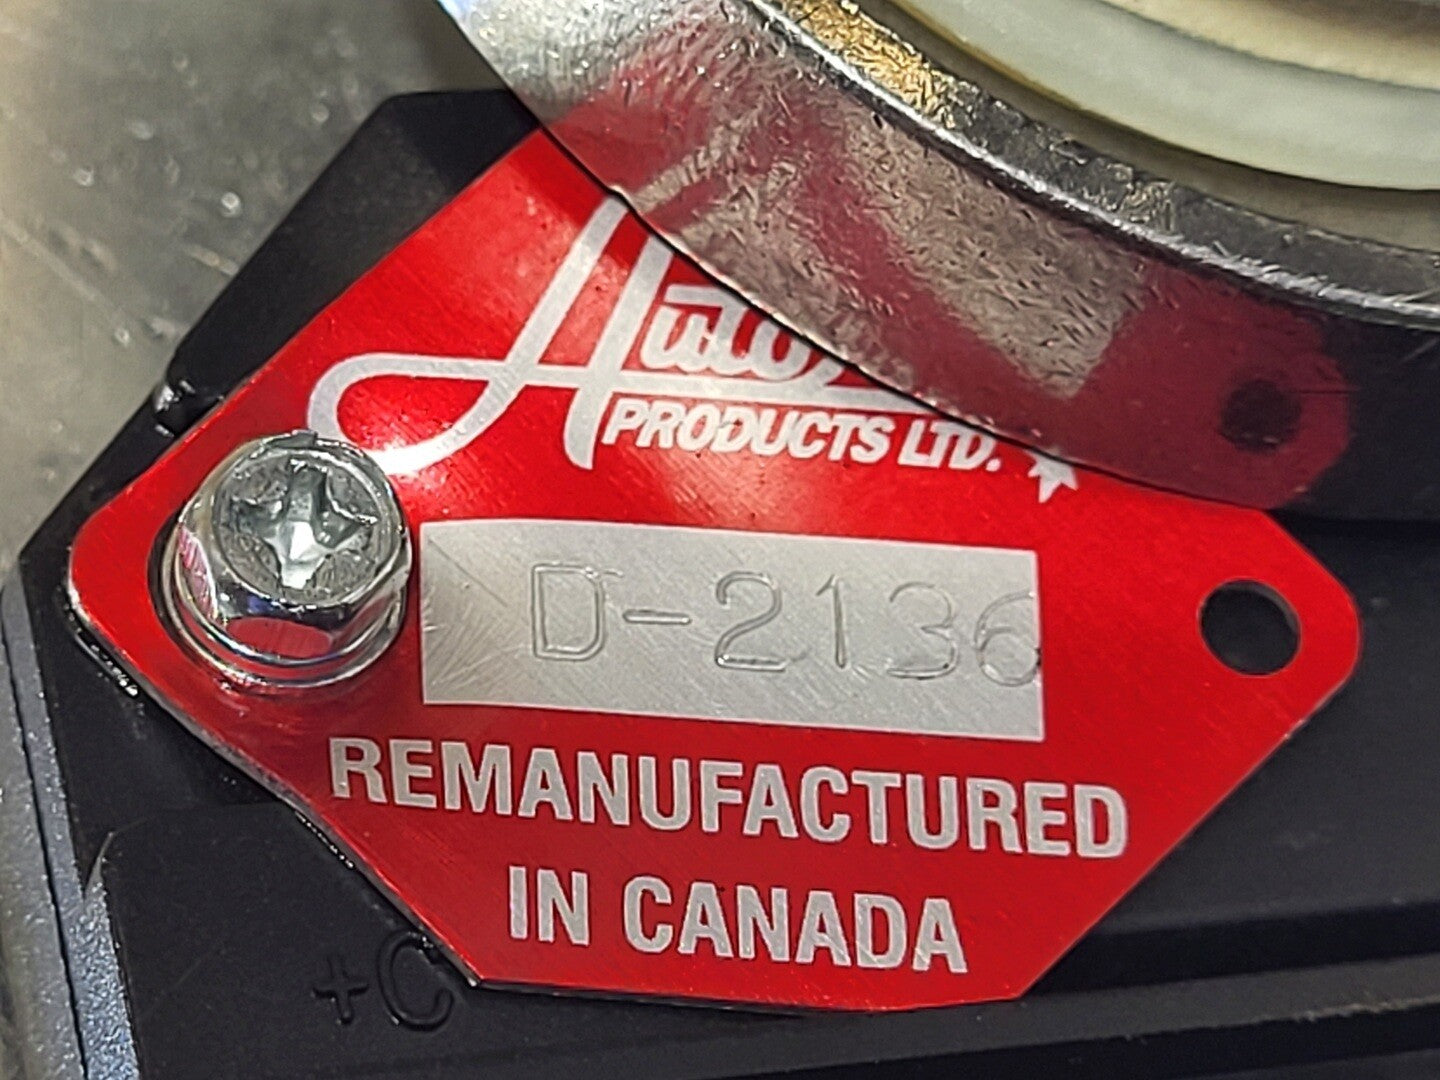 PRODUCTS LTD.
D-2136
REMANUFACTURED
IN CANADA
+C